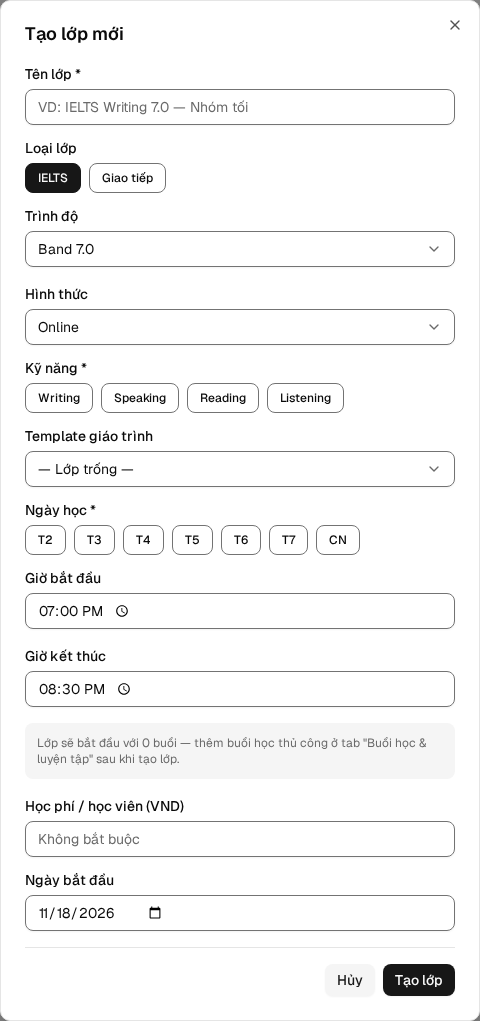 Tạo lớp mới
Tên lớp *
VD: IELTS Writing 7.0 — Nhóm tối
Loại lớp
IELTS Giao tiếp
Trình độ
Band 7.0
Hình thức
Online
Kỹ năng *
Writing Speaking Reading Listening
Template giáo trình
— Lớp trống —
Ngày học *
T2 T3 T4 T5 T6 T7 CN
Giờ bắt đầu
07:00 PM
Giờ kết thúc
08:30 PM
Lớp sẽ bắt đầu với 0 buổi — thêm buổi học thủ công ở tab "Buổi học &
luyện tập" sau khi tạo lớp.
Học phí / học viên (VND)
Không bắt buộc
Ngày bắt đầu
11/18/2026
Hủy Tạo lớp